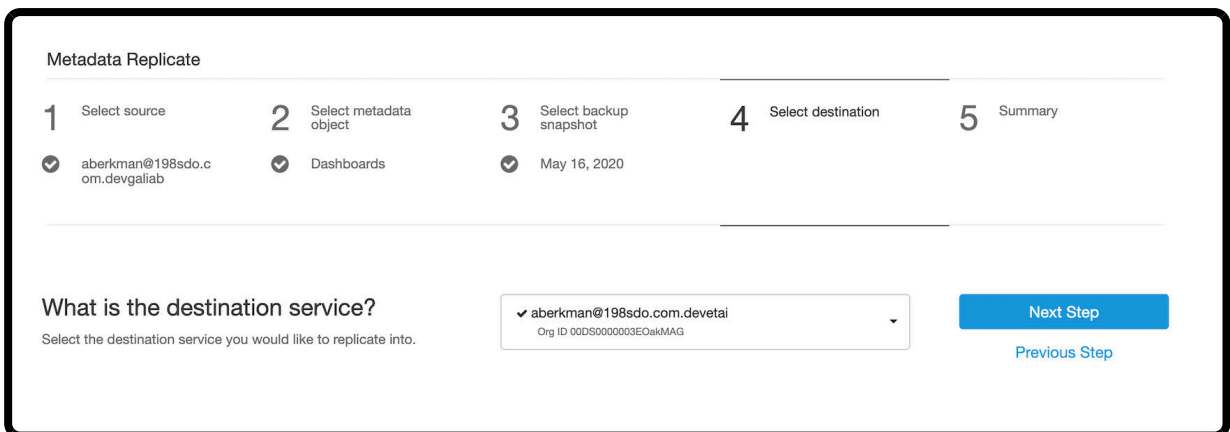 Metadata Replicate
1 Select source
aberkman@198sdo.c
om.devgaliab
2 Select metadata
object
Dashboards
3 Select backup
snapshot
May 16, 2020
4 Select destination
5 Summary
What is the destination service?
Select the destination service you would like to replicate into.
aberkman@198sdo.com.devetai
Org ID 00DS0000003EOakMAG
Next Step
Previous Step